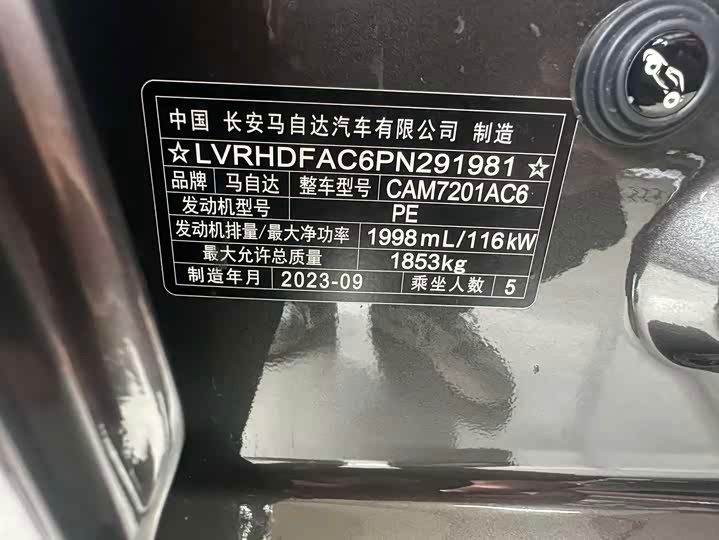 中国 长安马自达汽车有限公司 制造
☆LVRHDFAC6PN291981☆
品牌 马自达 整车型号 CAM7201AC6
发动机型号 PE
发动机排量/最大净功率 1998mL/116kW
最大允许总质量 1853kg
制造年月 2023-09 乘坐人数 5